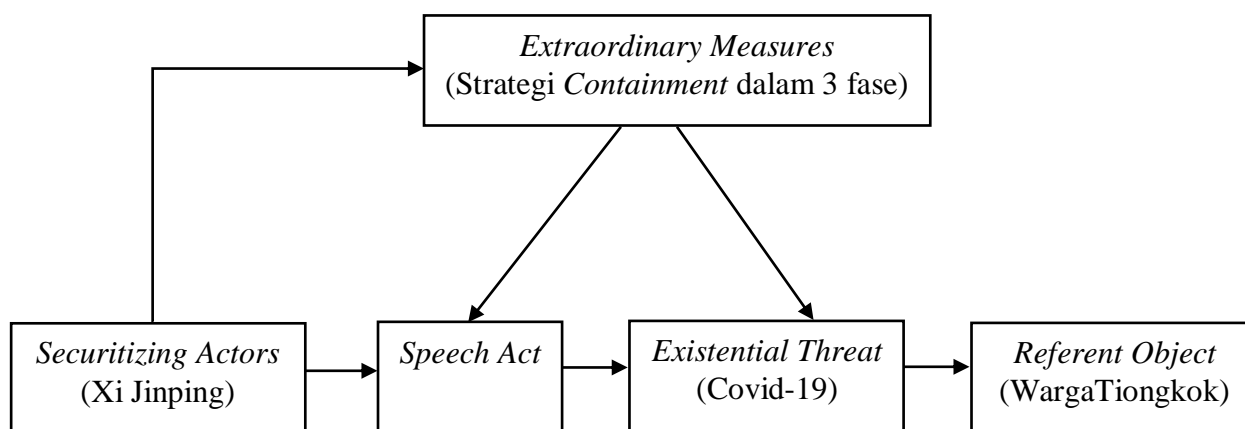 Extraordinary Measures
(Strategi Containment dalam 3 fase)
Securitizing Actors
(Xi Jinping)
Speech Act
Existential Threat
(Covid-19)
Referent Object
(WargaTiongkok)